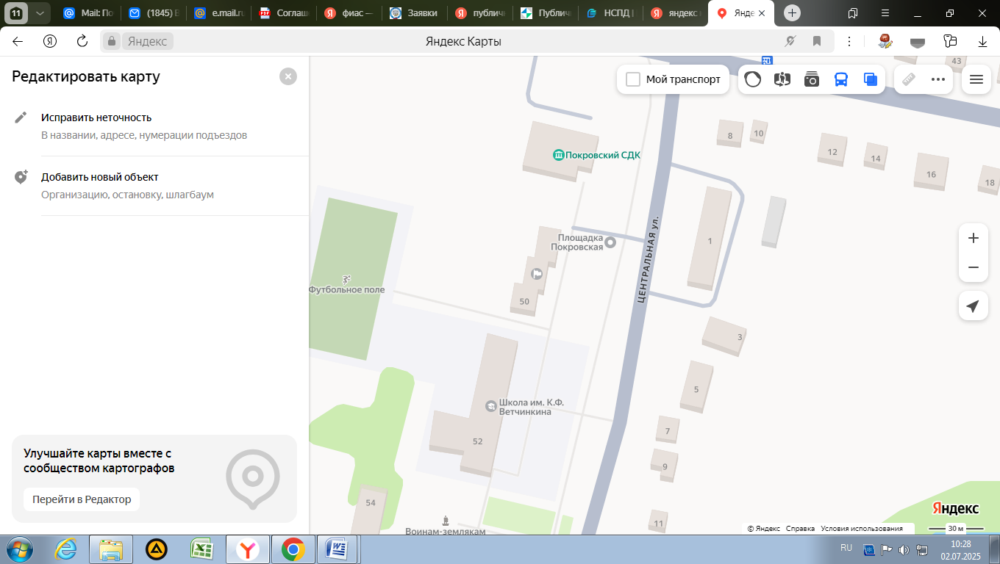 11
Mail: По
(1845) В
e.mail.ru
Соглаш
фиас —
Заявки
публич
Публич
НСПД |
яндекс
Янде
Яндекс
Яндекс Карты
Редактировать карту
Исправить неточность
В названии, адресе, нумерации подъездов
Добавить новый объект
Организацию, остановку, шлагбаум
Улучшайте карты вместе с
сообществом картографов
Перейти в Редактор
Мой транспорт
43
8
10
12
14
16
18
Покровский СДК
Площадка
Покровская
1
ЦЕНТРАЛЬНАЯ УЛ.
Футбольное поле
50
3
5
Школа им. К.Ф.
Ветчинкина
7
52
9
54
11
Воинам-землякам
Яндекс
© Яндекс Справка Условия использования
30 м
RU
10:28
02.07.2025